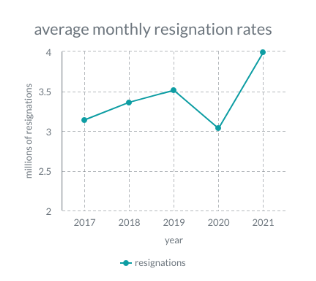 average monthly resignation rates
4
3.5
3
2.5
2
millions of resignations
2017 2018 2019 2020 2021
year
resignations